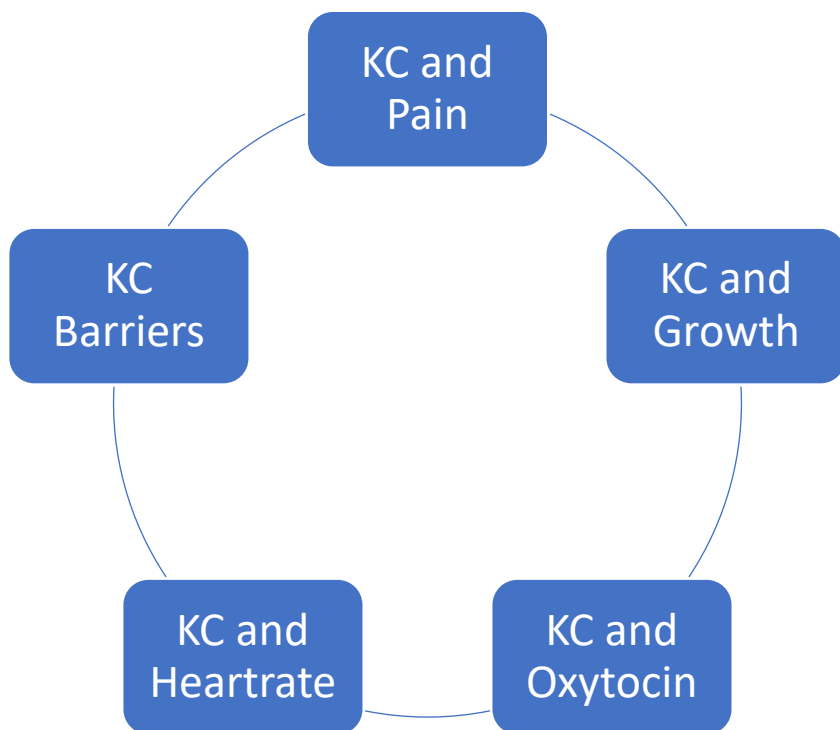 KC and
Pain
KC and
Growth
KC and
Oxytocin
KC and
Heartrate
KC
Barriers